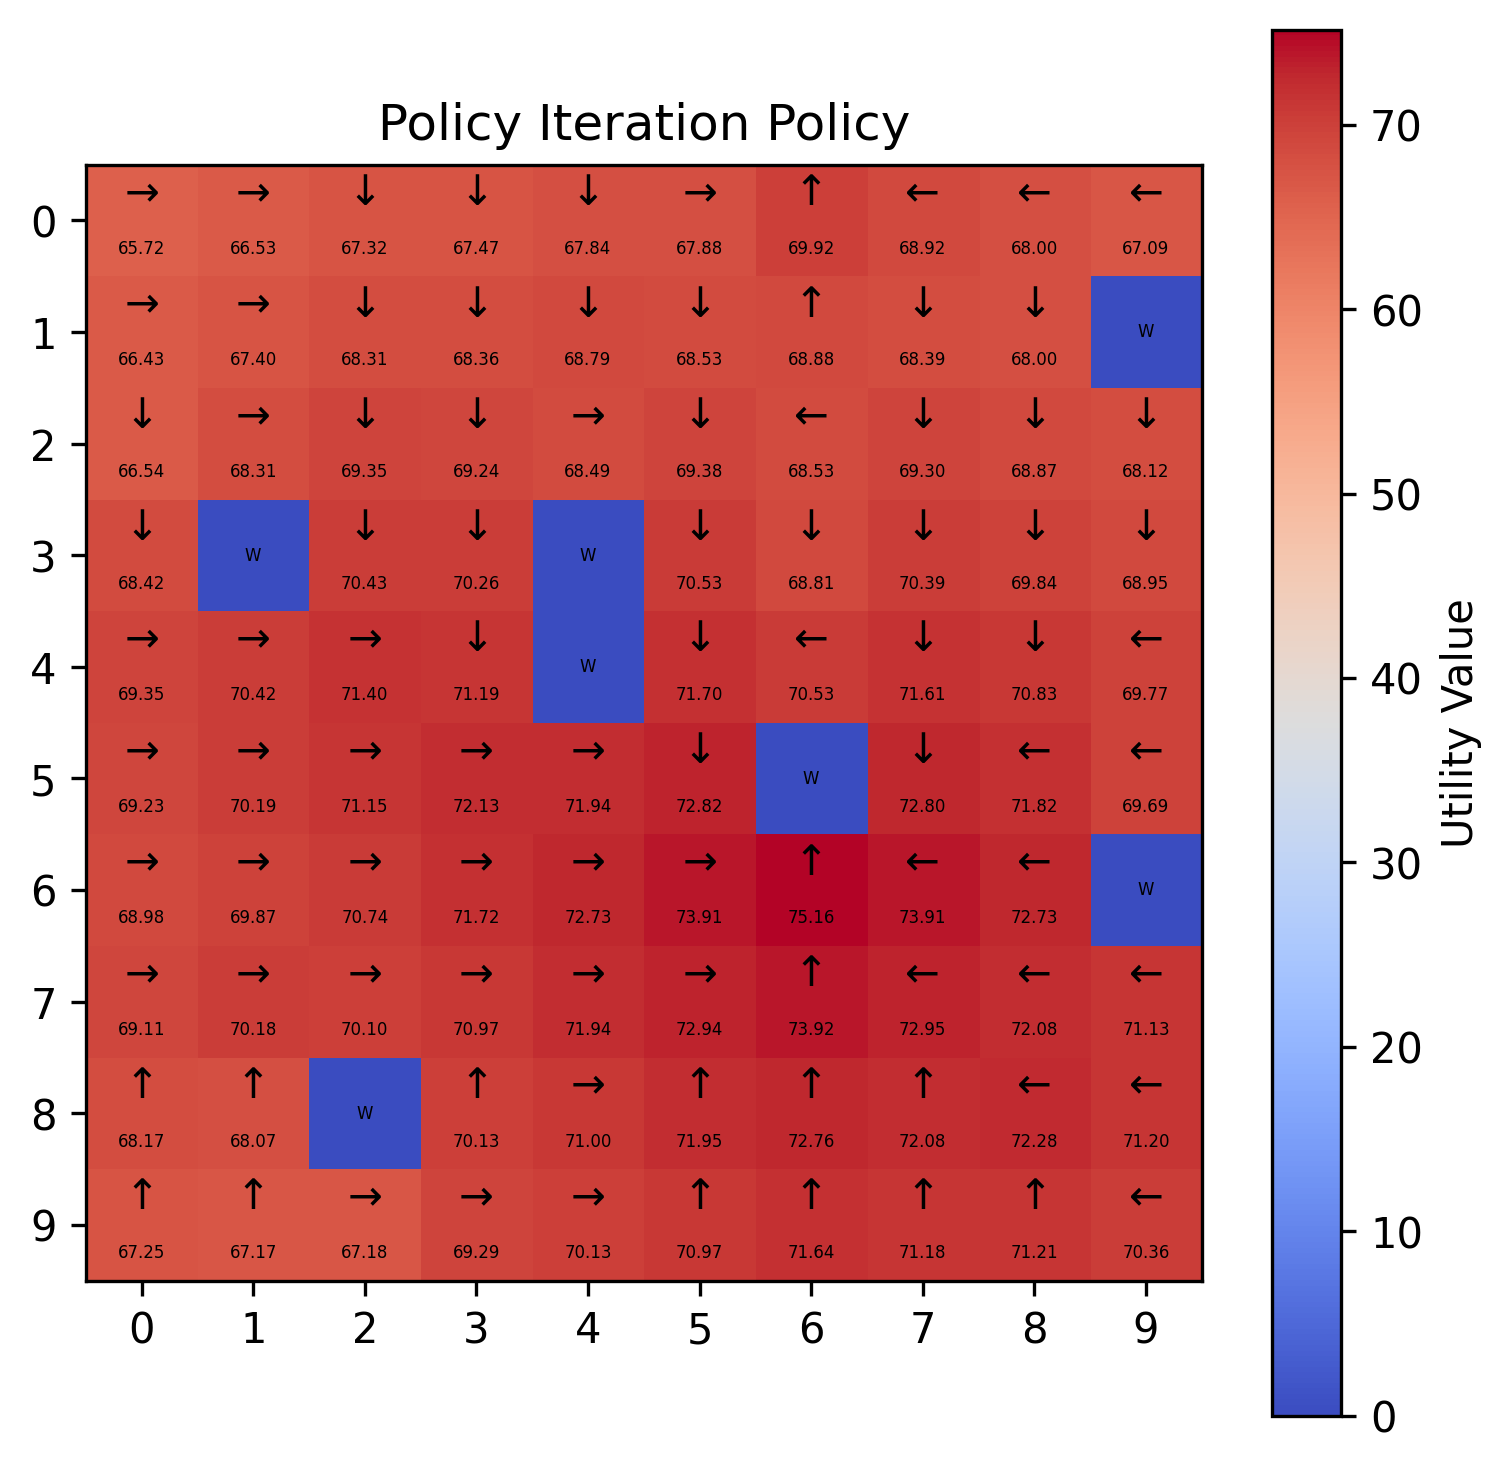 Policy Iteration Policy
→ → ↓ ↓ ↓ → ↑ ← ← ←
0 65.72 66.53 67.32 67.47 67.84 67.88 69.92 68.92 68.00 67.09
→ → ↓ ↓ ↓ ↓ ↑ ↓ ↓
1 66.43 67.40 68.31 68.36 68.79 68.53 68.88 68.39 68.00 W
↓ → ↓ ↓ → ↓ ← ↓ ↓ ↓
2 66.54 68.31 69.35 69.24 68.49 69.38 68.53 69.30 68.87 68.12
↓ ↓ ↓ ↓ ↓ ↓ ↓ ↓
3 68.42 W 70.43 70.26 W 70.53 68.81 70.39 69.84 68.95
→ → → ↓ ↓ ← ↓ ↓ ←
4 69.35 70.42 71.40 71.19 W 71.70 70.53 71.61 70.83 69.77
→ → → → → ↓ ↓ ← ←
5 69.23 70.19 71.15 72.13 71.94 72.82 W 72.80 71.82 69.69
→ → → → → → ↑ ← ←
6 68.98 69.87 70.74 71.72 72.73 73.91 75.16 73.91 72.73 W
→ → → → → → ↑ ← ← ←
7 69.11 70.18 70.10 70.97 71.94 72.94 73.92 72.95 72.08 71.13
↑ ↑ ↑ → ↑ ↑ ↑ ← ←
8 68.17 68.07 W 70.13 71.00 71.95 72.76 72.08 72.28 71.20
↑ ↑ → → → ↑ ↑ ↑ ↑ ←
9 67.25 67.17 67.18 69.29 70.13 70.97 71.64 71.18 71.21 70.36
0 1 2 3 4 5 6 7 8 9
70
60
50
40
30
20
10
0
Utility Value